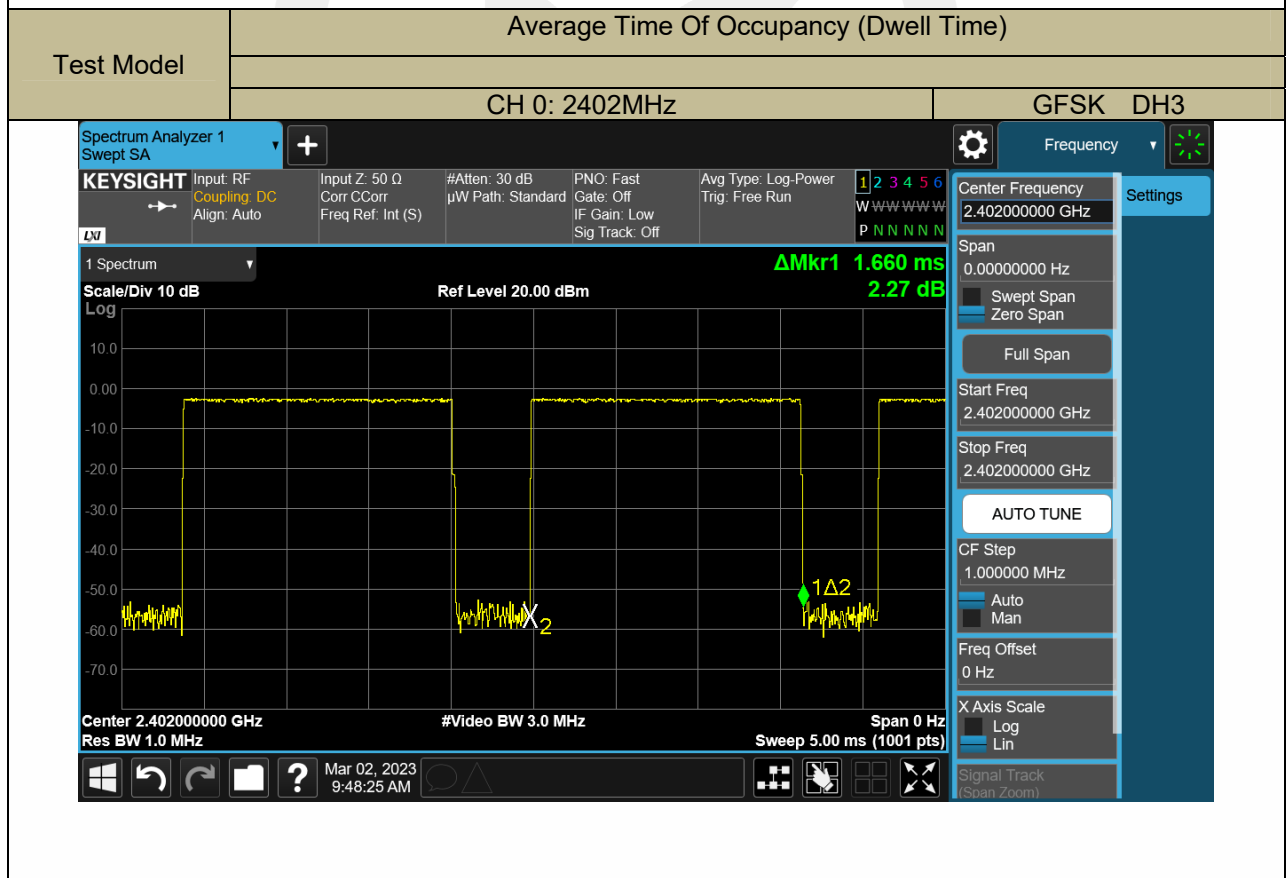 Average Time Of Occupancy (Dwell Time)
Test Model
CH 0: 2402MHz
GFSK DH3
Spectrum Analyzer 1
Swept SA
Frequency
KEYSIGHT
LXI
Input: RF
Coupling: DC
Align: Auto
Input Z: 50 Ω
Corr CCorr
Freq Ref: Int (S)
#Atten: 30 dB
µW Path: Standard
PNO: Fast
Gate: Off
IF Gain: Low
Sig Track: Off
Avg Type: Log-Power
Trig: Free Run
1 2 3 4 5 6
W W W W W W
P N N N N N
1 Spectrum
ΔMkr1 1.660 ms
2.27 dB
Scale/Div 10 dB
Ref Level 20.00 dBm
Log
10.0
0.00
-10.0
-20.0
-30.0
-40.0
-50.0
-60.0
-70.0
1Δ2
X2
Center 2.402000000 GHz
#Video BW 3.0 MHz
Span 0 Hz
Res BW 1.0 MHz
Sweep 5.00 ms (1001 pts)
?
Mar 02, 2023
9:48:25 AM
Center Frequency
2.402000000 GHz
Settings
Span
0.00000000 Hz
Swept Span
Zero Span
Full Span
Start Freq
2.402000000 GHz
Stop Freq
2.402000000 GHz
AUTO TUNE
CF Step
1.000000 MHz
Auto
Man
Freq Offset
0 Hz
X Axis Scale
Log
Lin
Signal Track
(Span Zoom)